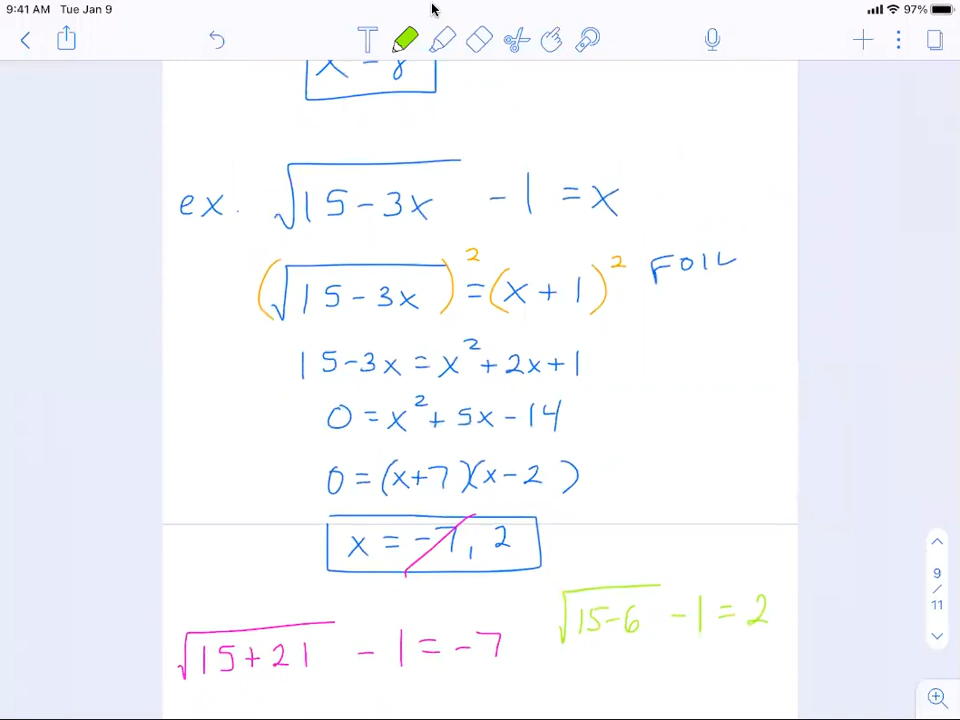 9:41 AM Tue Jan 9 97%
T
x = 8
ex. √(15-3x) - 1 = x
(√(15-3x))² = (x + 1)² FOIL
15-3x = x² + 2x+1
0 = x² + 5x - 14
0 = (x+7)(x-2)
x = -7, 2
√(15-6) - 1 = 2
√(15+21) - 1 = -7
9
/
11